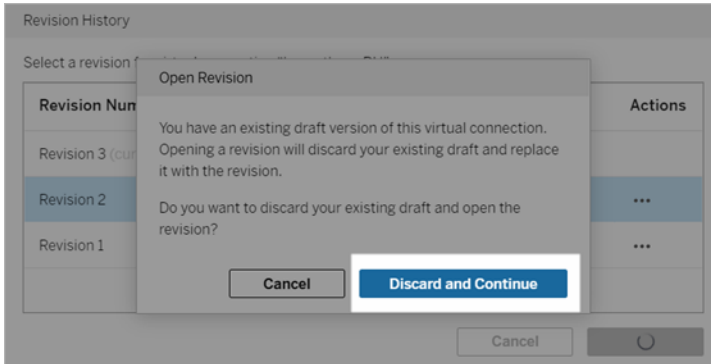 Revision History
Select a revision
Open Revision
Revision Num
Actions
You have an existing draft version of this virtual connection.
Opening a revision will discard your existing draft and replace
it with the revision.
Revision 3 (cur
Revision 2
•••
Do you want to discard your existing draft and open the
revision?
Revision 1
•••
Cancel
Discard and Continue
Cancel